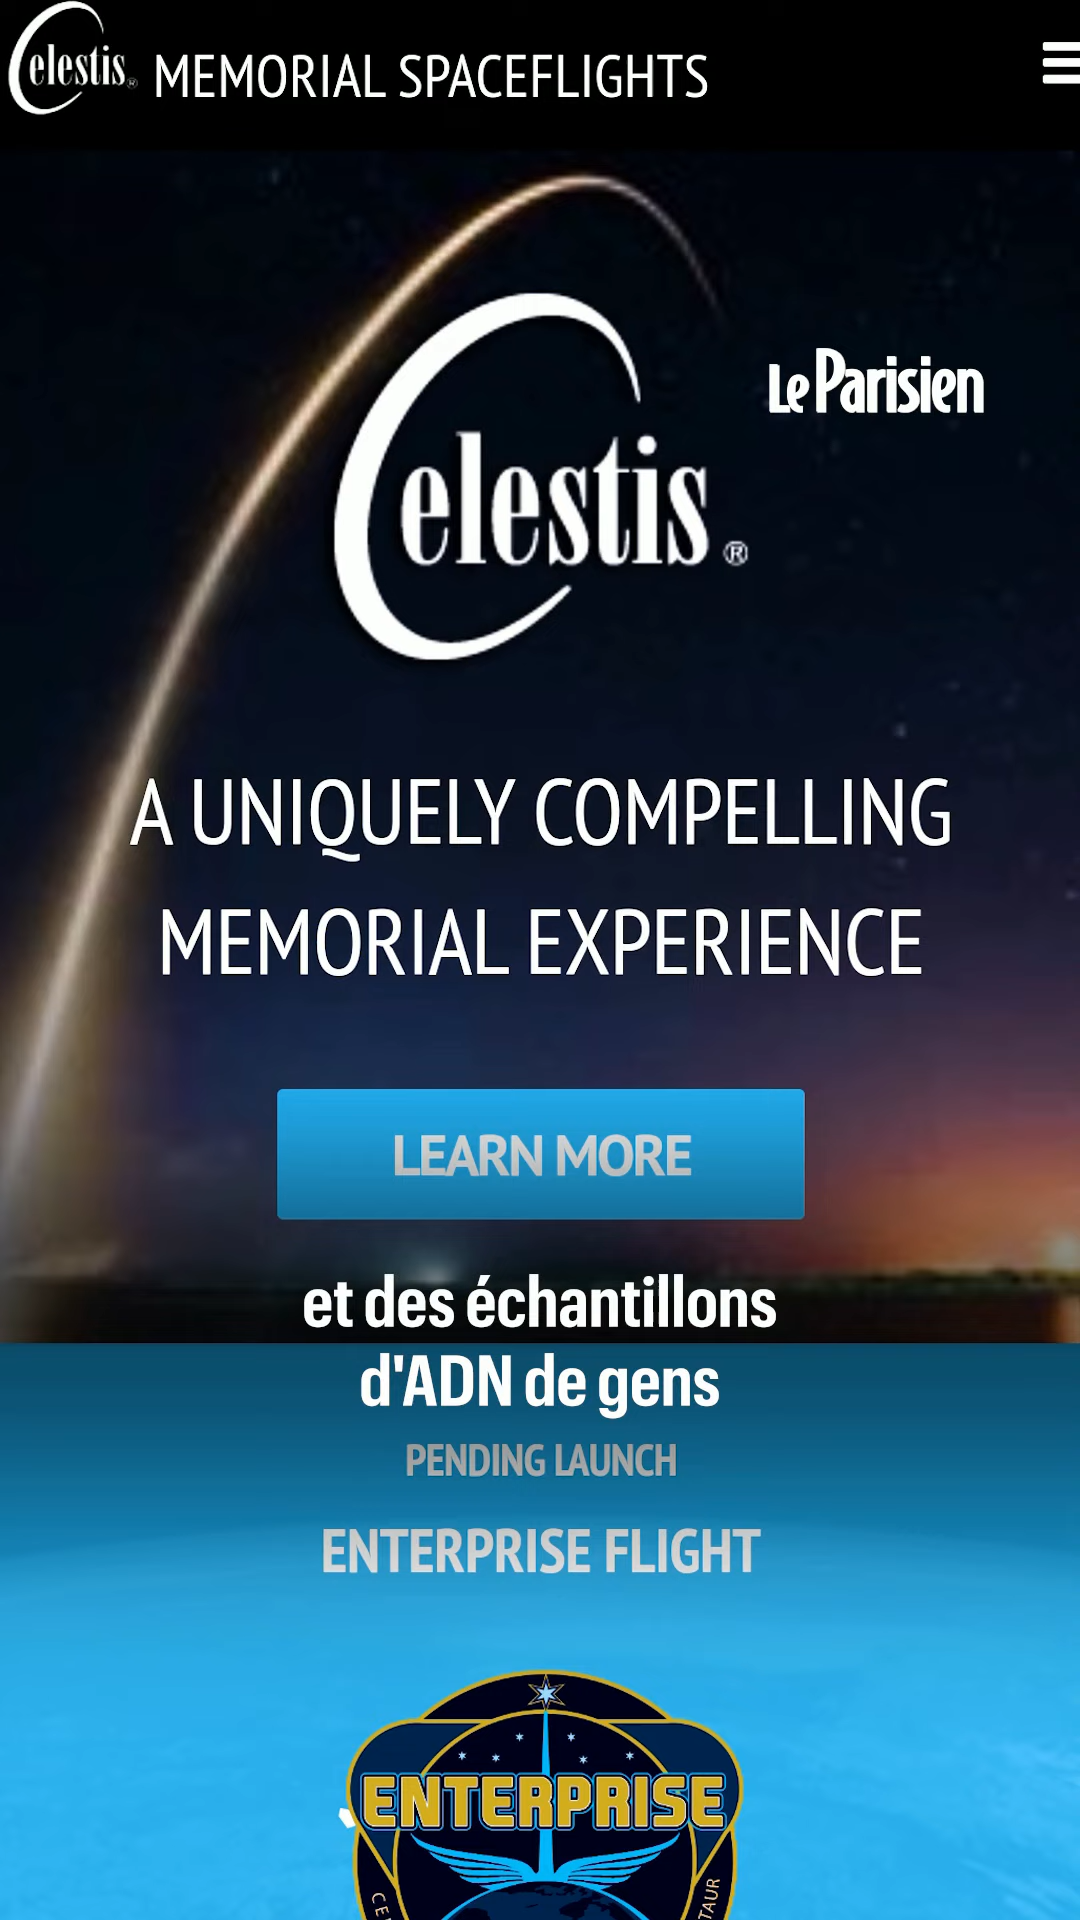 Celestis® MEMORIAL SPACEFLIGHTS
Le Parisien
Celestis®
A UNIQUELY COMPELLING
MEMORIAL EXPERIENCE
LEARN MORE
et des échantillons
d'ADN de gens
PENDING LAUNCH
ENTERPRISE FLIGHT
ENTERPRISE